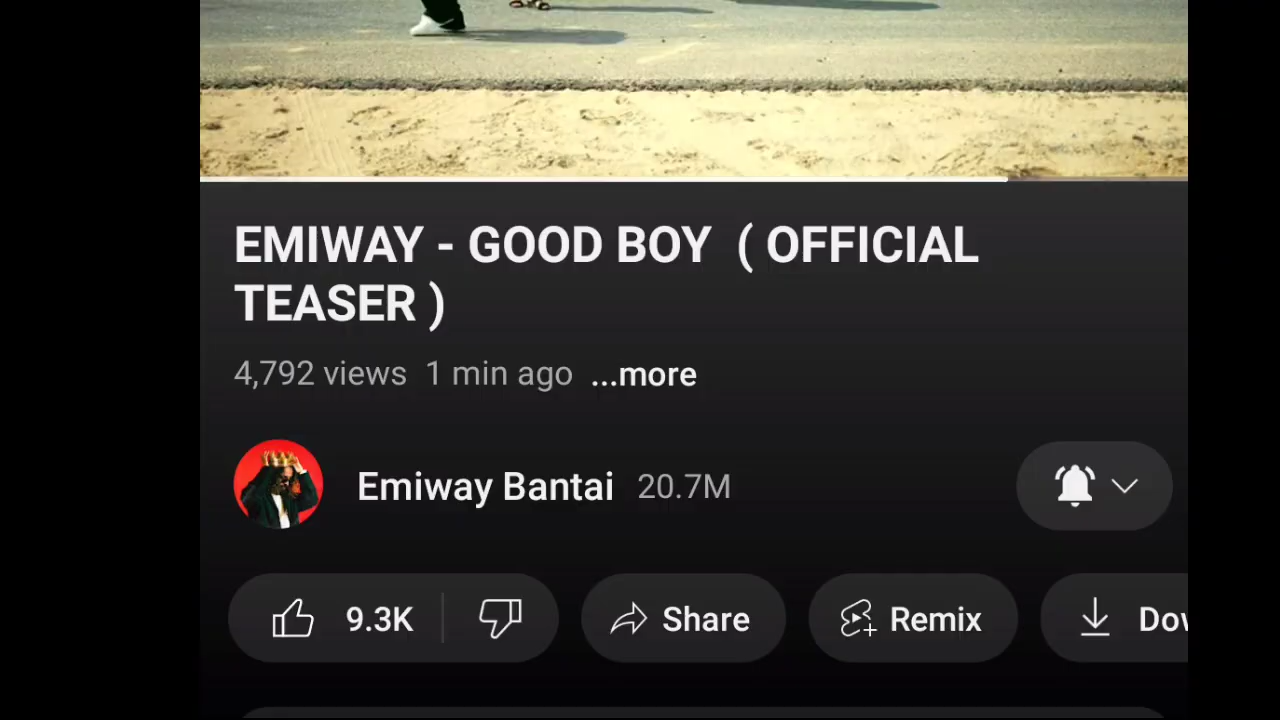 EMIWAY - GOOD BOY ( OFFICIAL
TEASER )
4,792 views 1 min ago ...more
Emiway Bantai 20.7M
9.3K Share Remix Dov